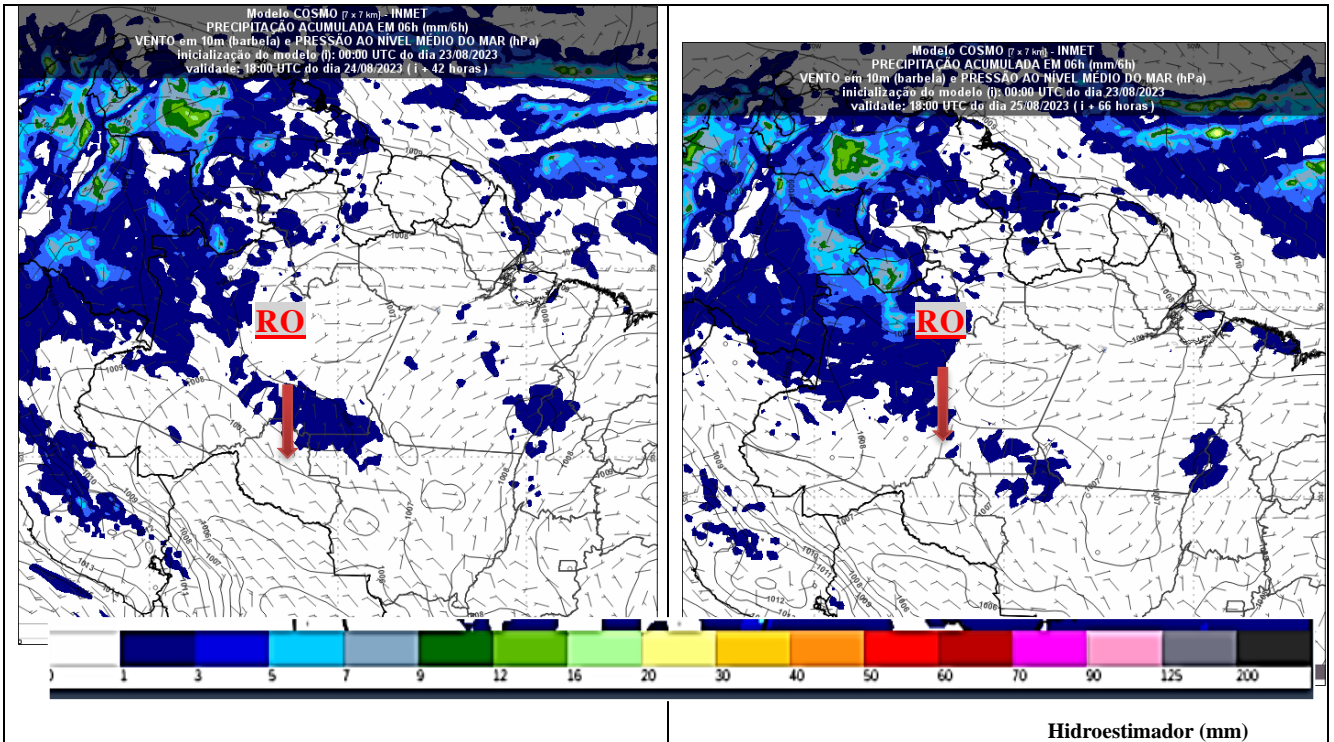 Modelo COSMO [7 x 7 km] - INMET
PRECIPITAÇÃO ACUMULADA EM 06h (mm/6h)
VENTO em 10m (barbela) e PRESSÃO AO NÍVEL MÉDIO DO MAR (hPa)
inicialização do modelo (i): 00:00 UTC do dia 23/08/2023
validade: 18:00 UTC do dia 24/08/2023 ( i + 42 horas )
RO
Modelo COSMO [7 x 7 km] - INMET
PRECIPITAÇÃO ACUMULADA EM 06h (mm/6h)
VENTO em 10m (barbela) e PRESSÃO AO NÍVEL MÉDIO DO MAR (hPa)
inicialização do modelo (i): 00:00 UTC do dia 23/08/2023
validade: 18:00 UTC do dia 25/08/2023 ( i + 66 horas )
RO
1 3 5 7 9 12 16 20 30 40 50 60 70 90 125 200
Hidroestimador (mm)